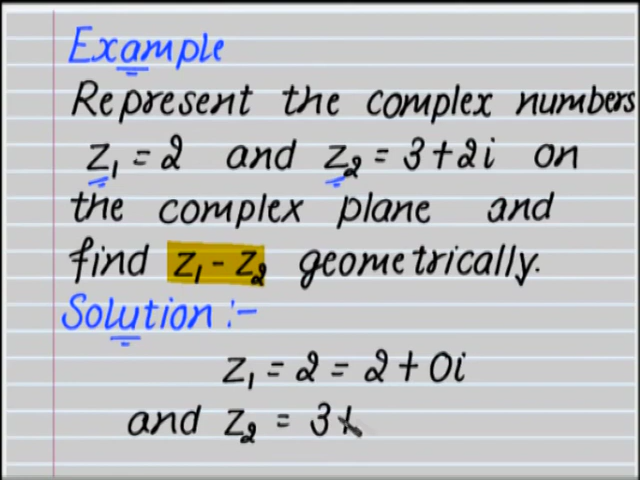 Example
Represent the complex numbers
z₁ = 2 and z₂ = 3+2i on
the complex plane and
find z₁ - z₂ geometrically.
Solution :-
z₁ = 2 = 2 + 0i
and z₂ = 3+